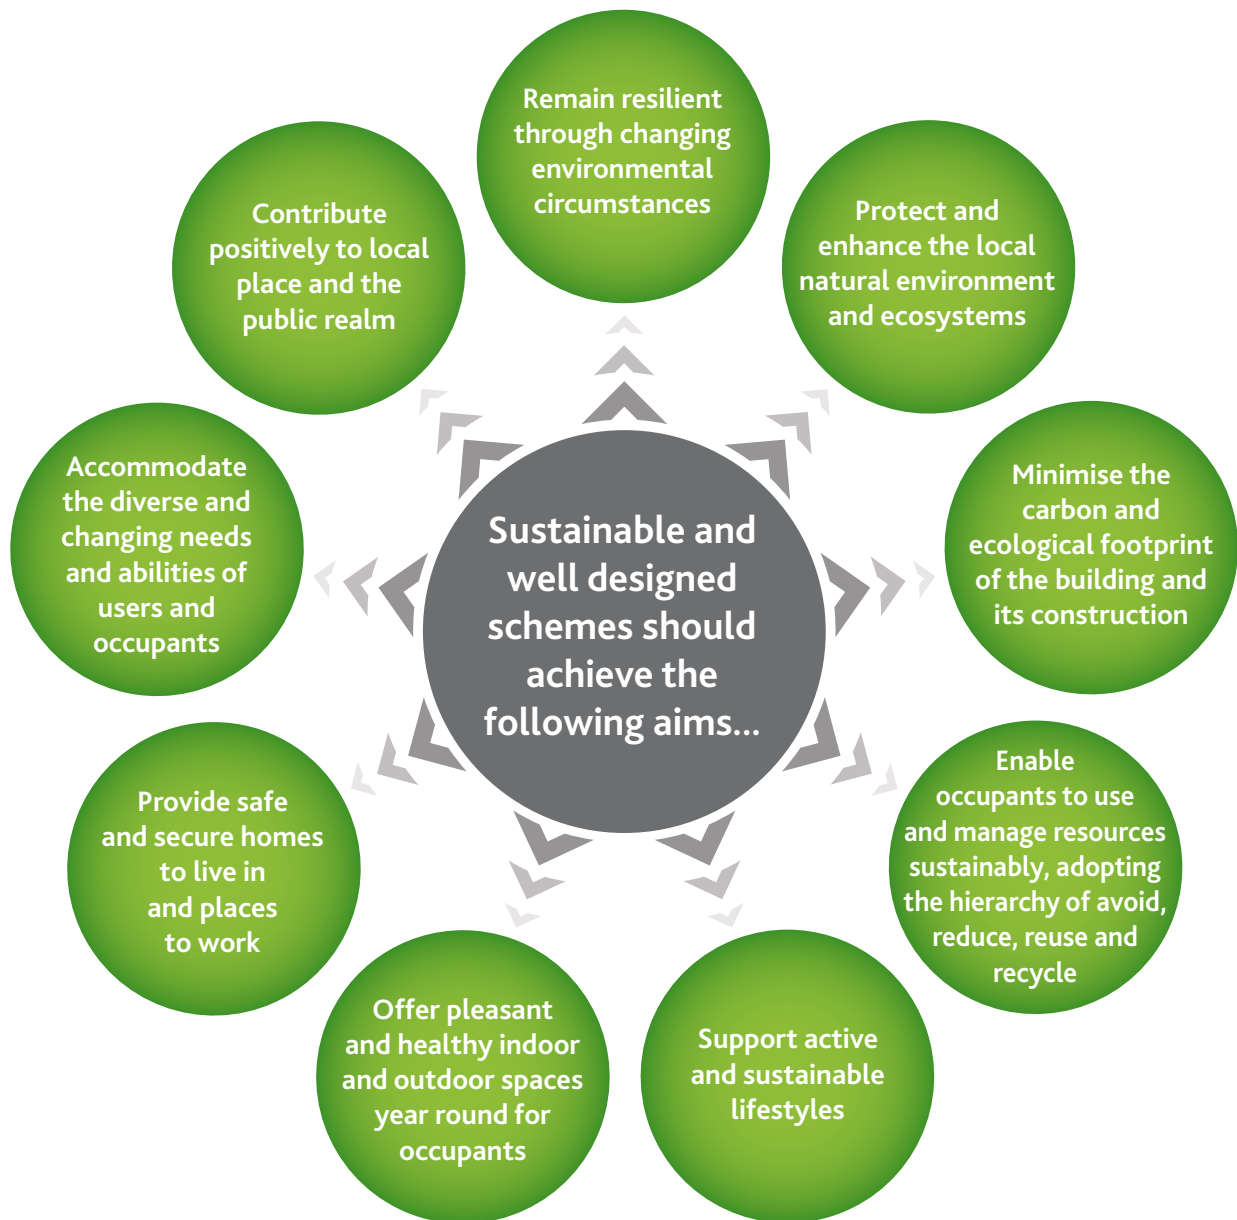 Remain resilient
through changing
environmental
circumstances
Protect and
enhance the local
natural environment
and ecosystems
Minimise the
carbon and
ecological footprint
of the building and
its construction
Enable
occupants to use
and manage resources
sustainably, adopting
the hierarchy of avoid,
reduce, reuse and
recycle
Support active
and sustainable
lifestyles
Offer pleasant
and healthy indoor
and outdoor spaces
year round for
occupants
Provide safe
and secure homes
to live in
and places
to work
Accommodate
the diverse and
changing needs
and abilities of
users and
occupants
Contribute
positively to local
place and the
public realm
Sustainable and
well designed
schemes should
achieve the
following aims...